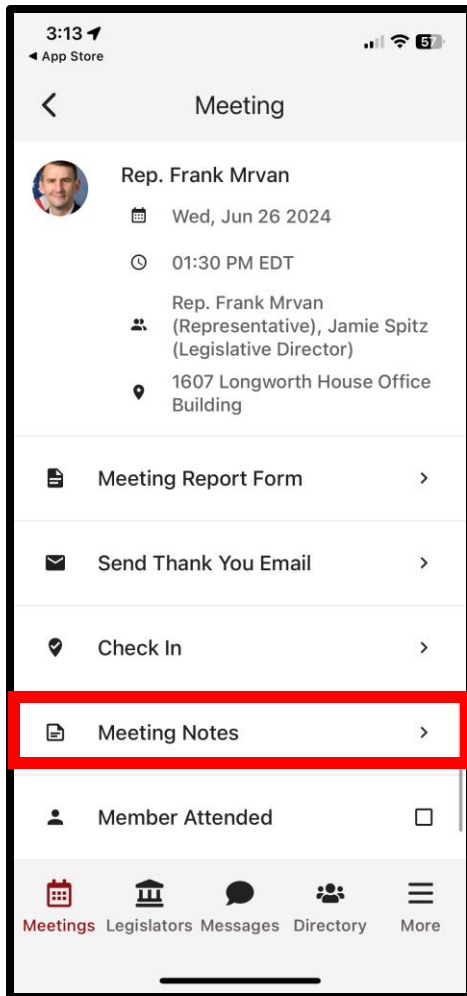 3:13
◀ App Store
57
Meeting
Rep. Frank Mrvan
Wed, Jun 26 2024
01:30 PM EDT
Rep. Frank Mrvan
(Representative), Jamie Spitz
(Legislative Director)
1607 Longworth House Office
Building
Meeting Report Form
Send Thank You Email
Check In
Meeting Notes
Member Attended
Meetings Legislators Messages Directory More